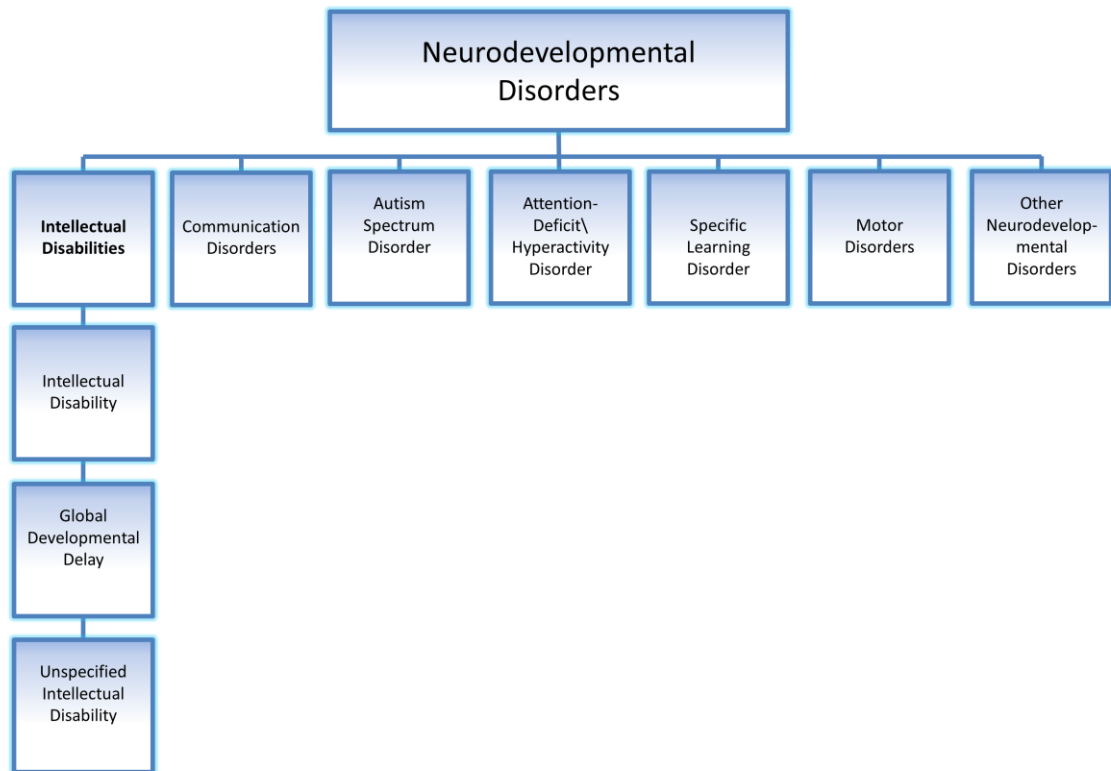 Neurodevelopmental
Disorders
Intellectual
Disabilities
Communication
Disorders
Autism
Spectrum
Disorder
Attention-
Deficit\
Hyperactivity
Disorder
Specific
Learning
Disorder
Motor
Disorders
Other
Neurodevelop-
mental
Disorders
Intellectual
Disability
Global
Developmental
Delay
Unspecified
Intellectual
Disability